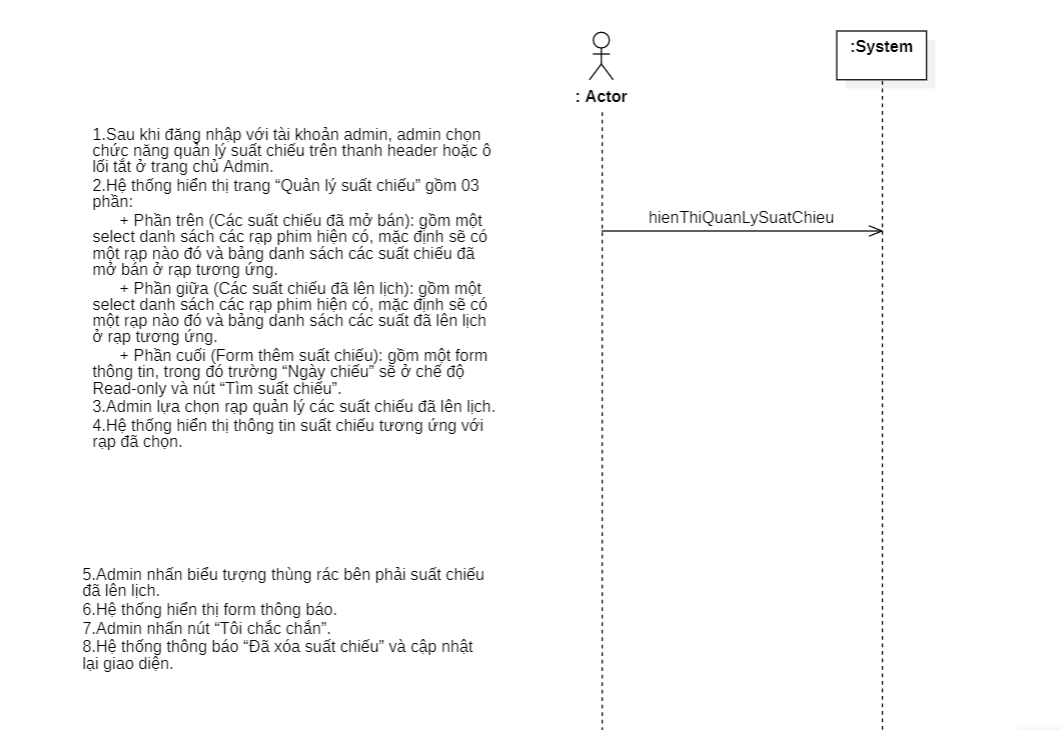 :System
: Actor
1.Sau khi đăng nhập với tài khoản admin, admin chọn
chức năng quản lý suất chiếu trên thanh header hoặc ô
lối tắt ở trang chủ Admin.
2.Hệ thống hiển thị trang “Quản lý suất chiếu” gồm 03
phần:
+ Phần trên (Các suất chiếu đã mở bán): gồm một
select danh sách các rạp phim hiện có, mặc định sẽ có
một rạp nào đó và bảng danh sách các suất chiếu đã
mở bán ở rạp tương ứng.
+ Phần giữa (Các suất chiếu đã lên lịch): gồm một
select danh sách các rạp phim hiện có, mặc định sẽ có
một rạp nào đó và bảng danh sách các suất đã lên lịch
ở rạp tương ứng.
+ Phần cuối (Form thêm suất chiếu): gồm một form
thông tin, trong đó trường “Ngày chiếu” sẽ ở chế độ
Read-only và nút “Tìm suất chiếu”.
3.Admin lựa chọn rạp quản lý các suất chiếu đã lên lịch.
4.Hệ thống hiển thị thông tin suất chiếu tương ứng với
rạp đã chọn.
hienThiQuanLySuatChieu
5.Admin nhấn biểu tượng thùng rác bên phải suất chiếu
đã lên lịch.
6.Hệ thống hiển thị form thông báo.
7.Admin nhấn nút “Tôi chắc chắn”.
8.Hệ thống thông báo “Đã xóa suất chiếu” và cập nhật
lại giao diện.